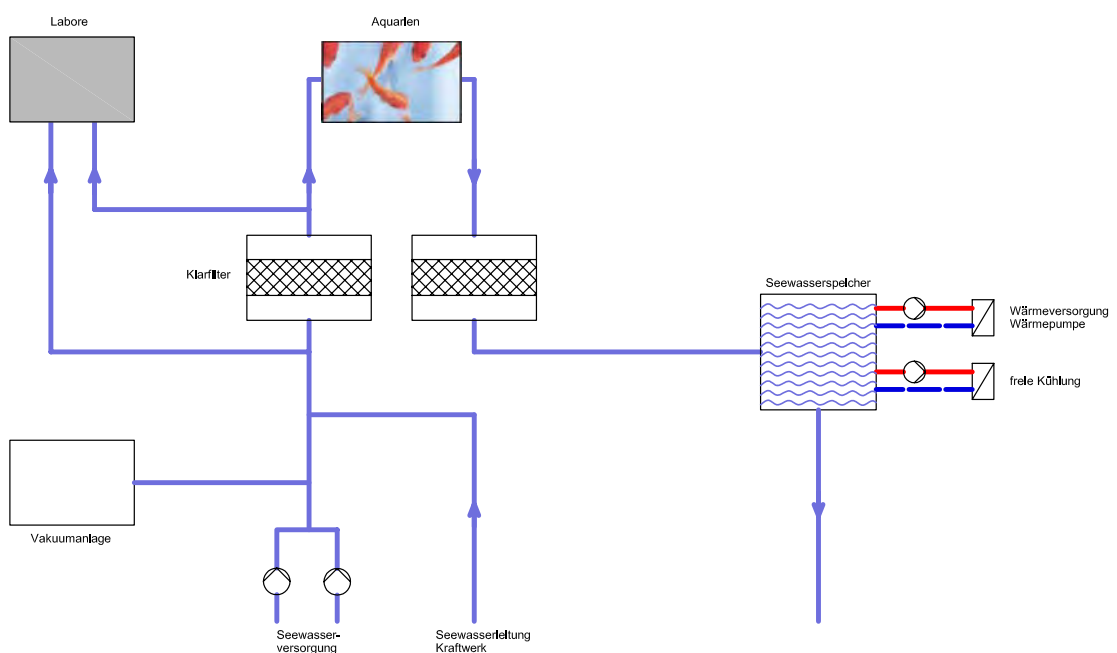 Labore
Aquarien
Klarfilter
Seewasserspeicher
Wärmeversorgung
Wärmepumpe
freie Kühlung
Vakuumanlage
Seewasser-
versorgung
Seewasserleitung
Kraftwerk